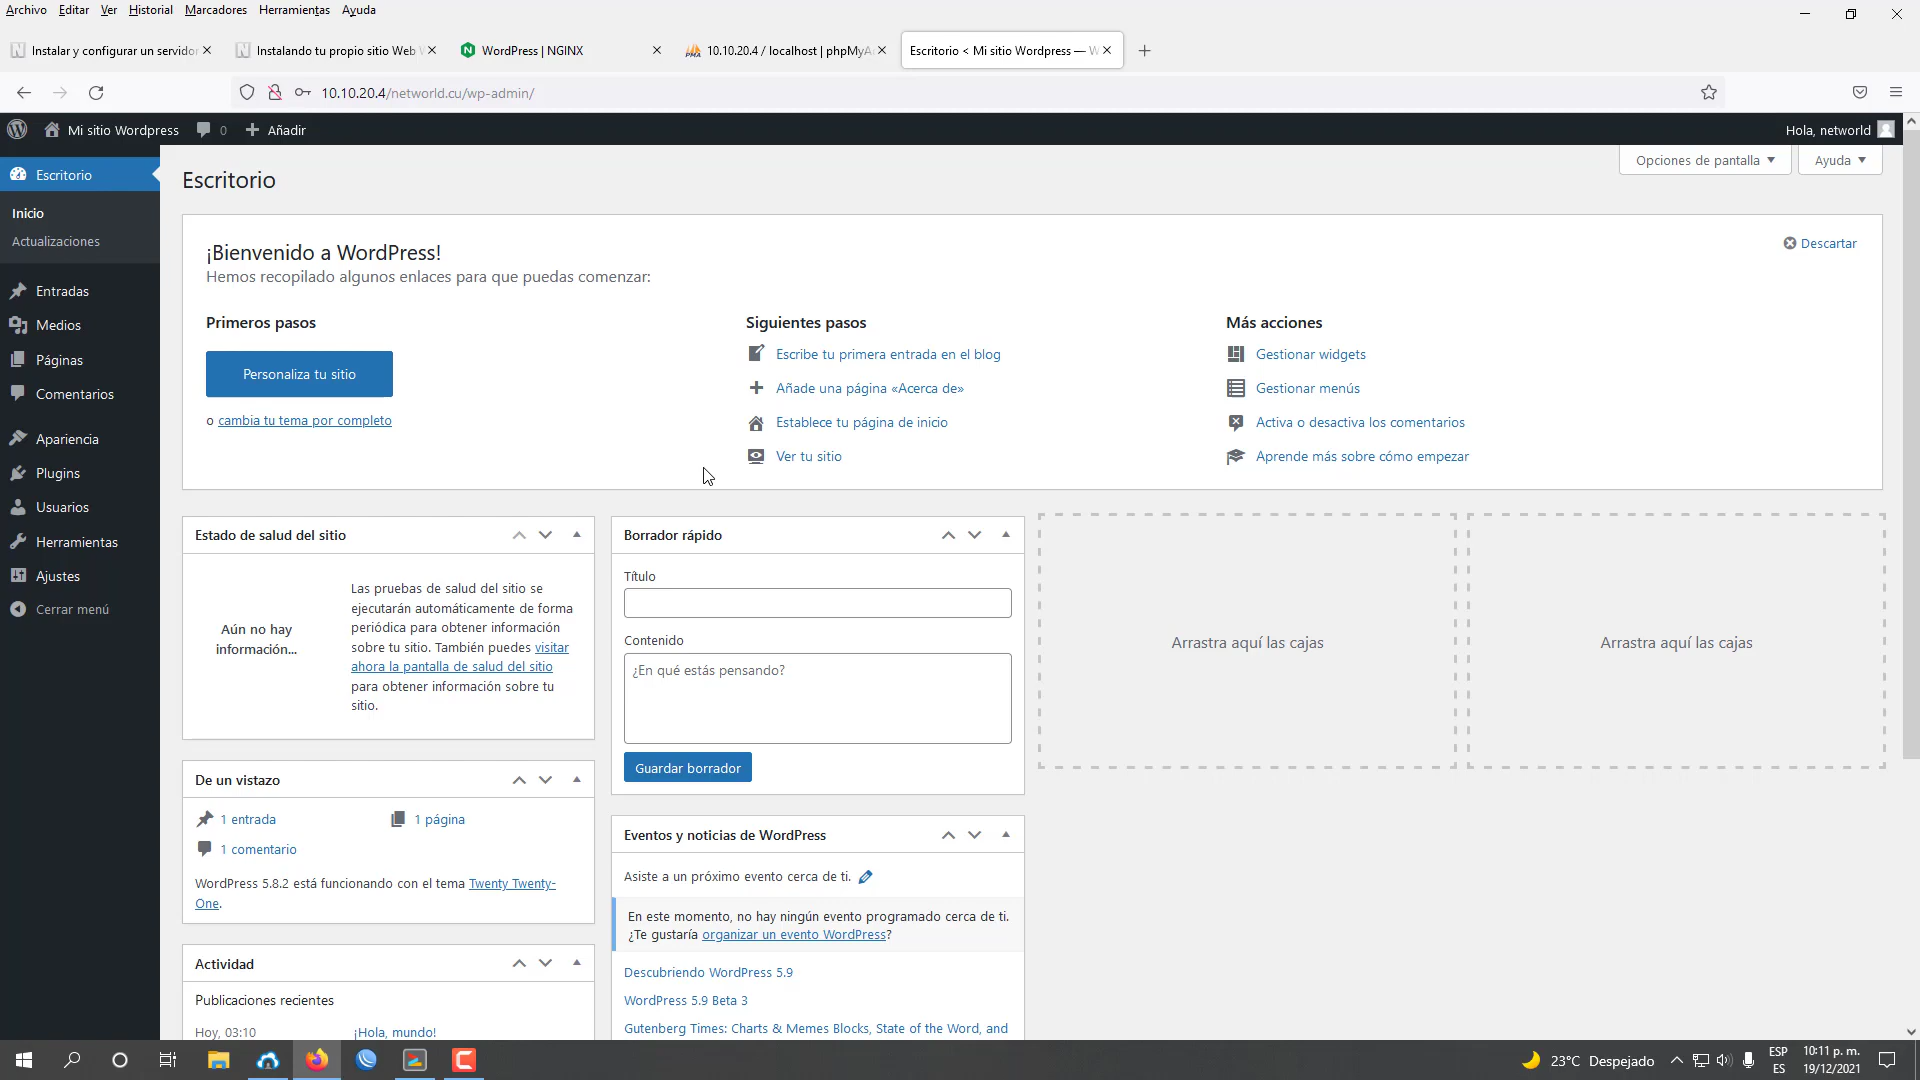 Archivo Editar Ver Historial Marcadores Herramientas Ayuda
Instalar y configurar un servidor
Instalando tu propio sitio Web
WordPress | NGINX
10.10.20.4 / localhost | phpMyA
Escritorio < Mi sitio Wordpress — W
10.10.20.4/networld.cu/wp-admin/
Mi sitio Wordpress 0 Añadir
Hola, networld
Escritorio
Inicio
Actualizaciones
Entradas
Medios
Páginas
Comentarios
Apariencia
Plugins
Usuarios
Herramientas
Ajustes
Cerrar menú
Opciones de pantalla
Ayuda
Escritorio
¡Bienvenido a WordPress!
Hemos recopilado algunos enlaces para que puedas comenzar:
Descartar
Primeros pasos
Personaliza tu sitio
o cambia tu tema por completo
Siguientes pasos
Escribe tu primera entrada en el blog
Añade una página «Acerca de»
Establece tu página de inicio
Ver tu sitio
Más acciones
Gestionar widgets
Gestionar menús
Activa o desactiva los comentarios
Aprende más sobre cómo empezar
Estado de salud del sitio
Aún no hay
información...
Las pruebas de salud del sitio se
ejecutarán automáticamente de forma
periódica para obtener información
sobre tu sitio. También puedes visitar
ahora la pantalla de salud del sitio
para obtener información sobre tu
sitio.
De un vistazo
1 entrada
1 página
1 comentario
WordPress 5.8.2 está funcionando con el tema Twenty Twenty-
One.
Actividad
Publicaciones recientes
Hoy, 03:10 ¡Hola, mundo!
Borrador rápido
Título
Contenido
¿En qué estás pensando?
Guardar borrador
Eventos y noticias de WordPress
Asiste a un próximo evento cerca de ti.
En este momento, no hay ningún evento programado cerca de ti.
¿Te gustaría organizar un evento WordPress?
Descubriendo WordPress 5.9
WordPress 5.9 Beta 3
Gutenberg Times: Charts & Memes Blocks, State of the Word, and
Arrastra aquí las cajas
Arrastra aquí las cajas
23°C Despejado
ESP
ES
10:11 p. m.
19/12/2021